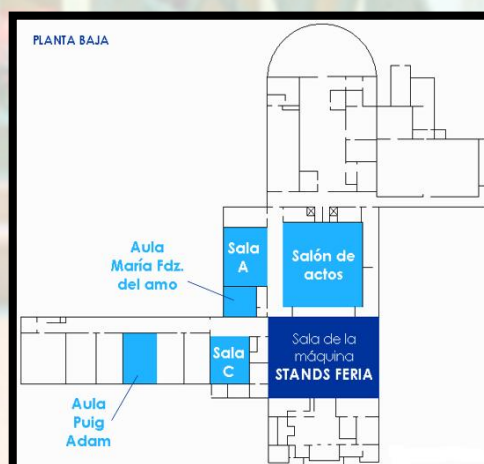 PLANTA BAJA
Aula
María Fdz.
del amo
Sala
A
Salón de
actos
Sala
C
Sala de la
máquina
STANDS FERIA
Aula
Puig
Adam